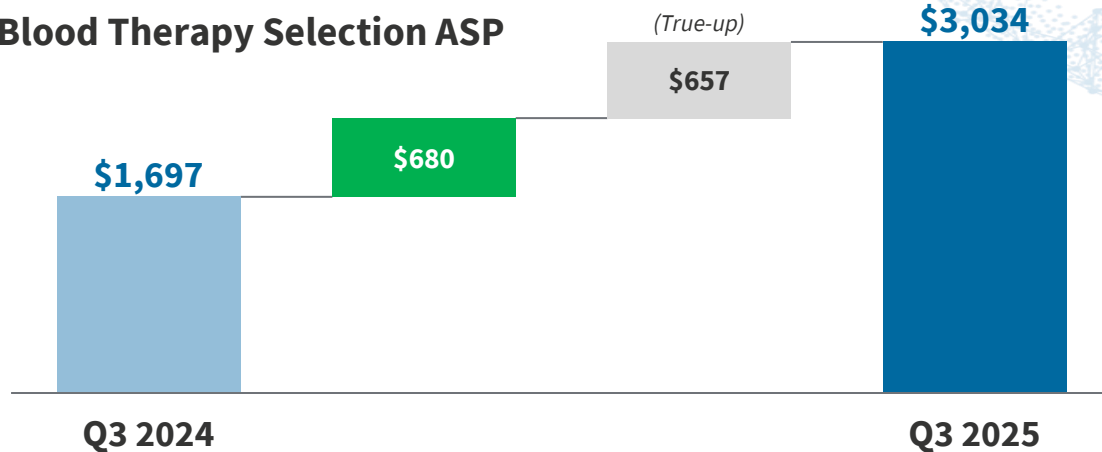 Blood Therapy Selection ASP
(True-up)
$3,034
$657
$680
$1,697
Q3 2024
Q3 2025